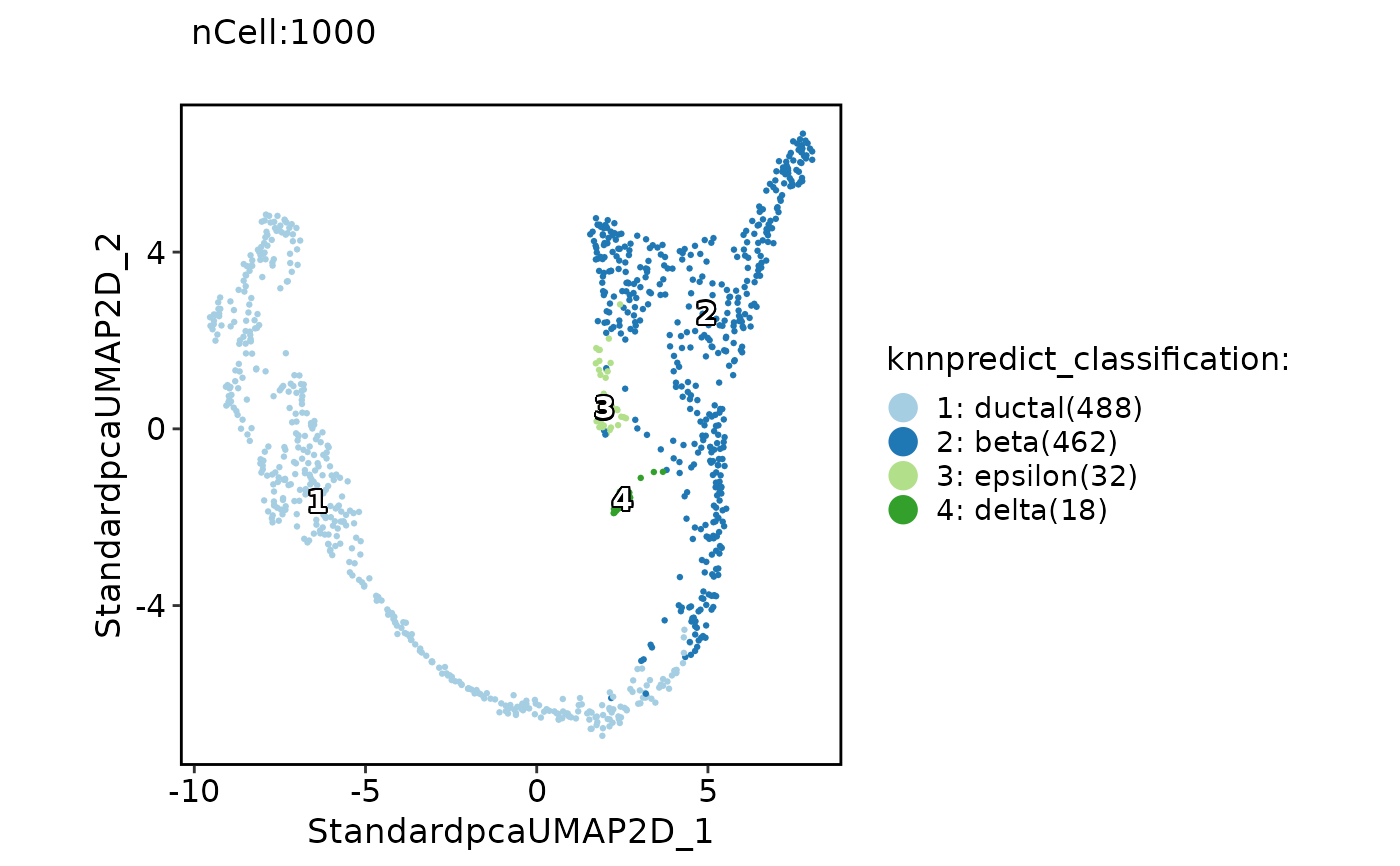 nCell:1000
StandardpcaUMAP2D_2
4
0
-4
1
2
3
4
-10
-5
0
5
StandardpcaUMAP2D_1
knnpredict_classification:
1: ductal(488)
2: beta(462)
3: epsilon(32)
4: delta(18)